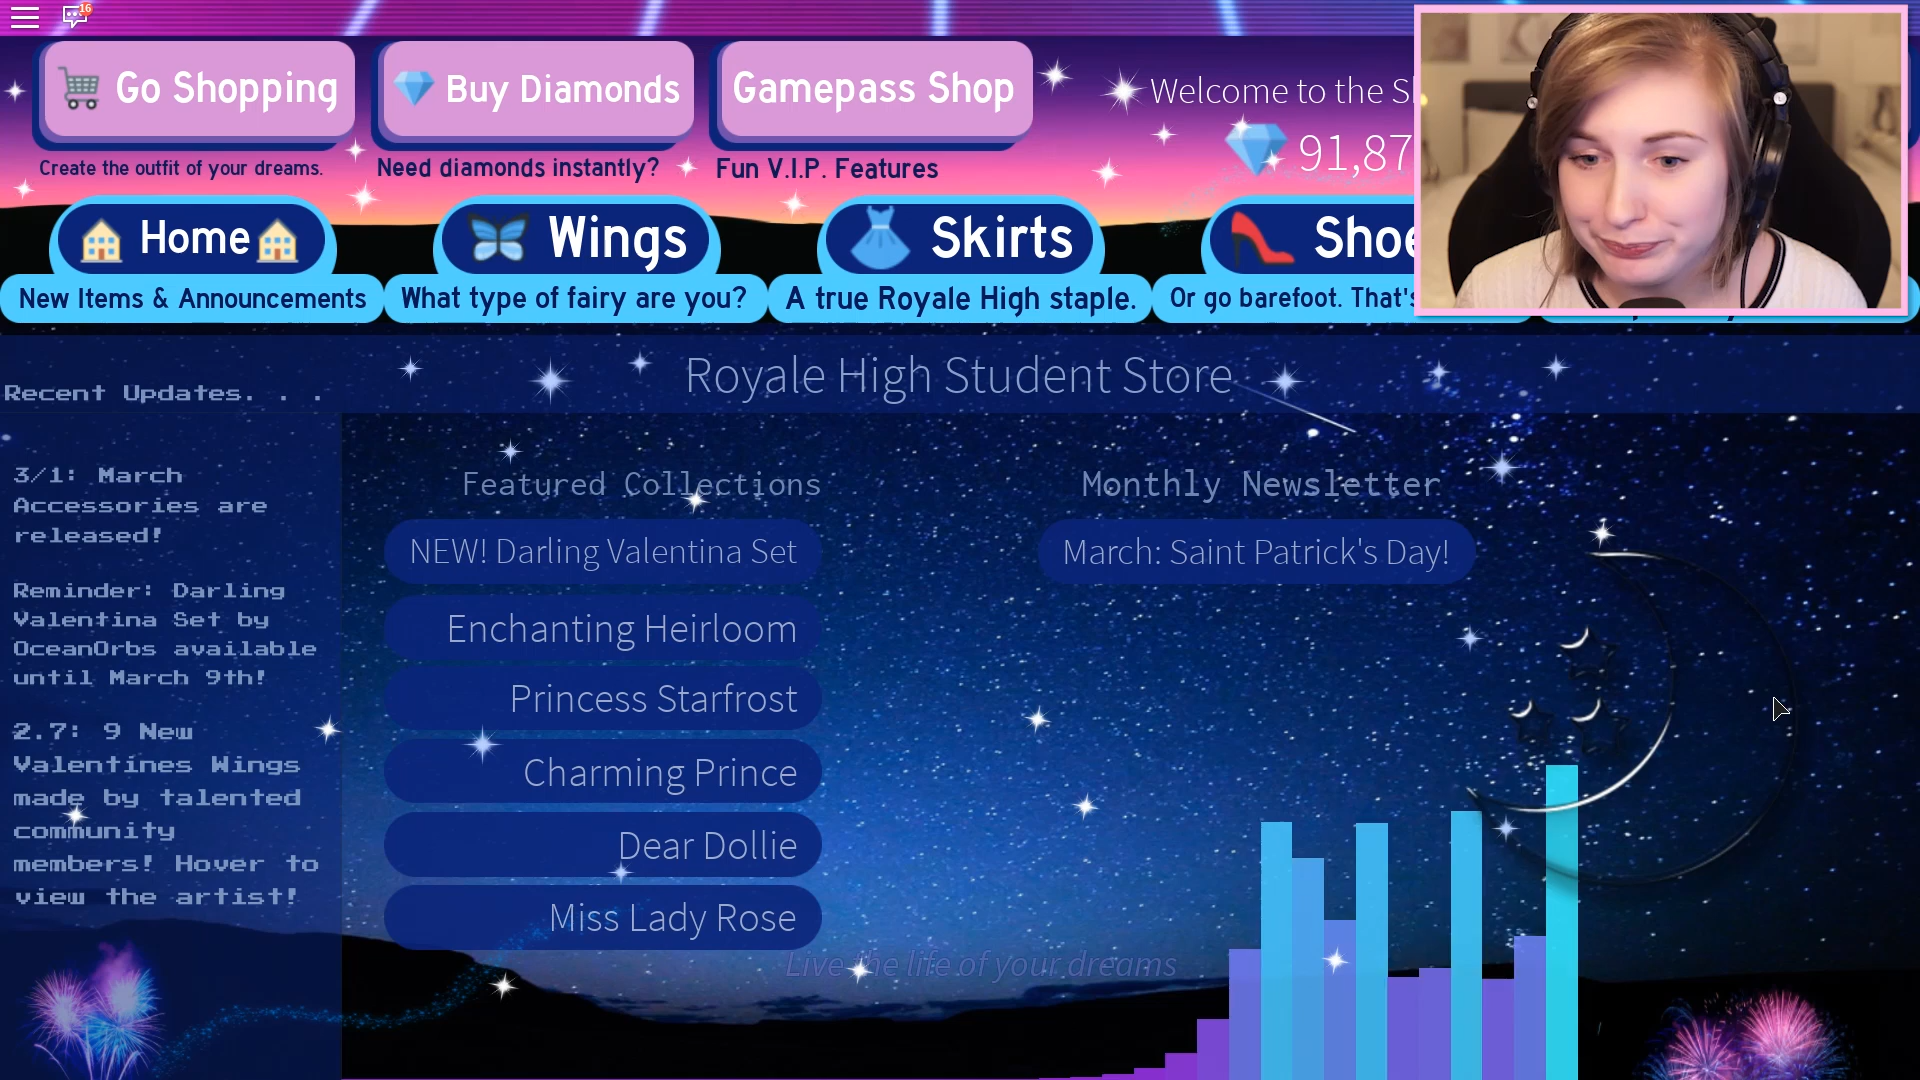 16
Go Shopping
Buy Diamonds
Gamepass Shop
Welcome to the
Create the outfit of your dreams.
Need diamonds instantly?
Fun V.I.P. Features
91,87
Home
Wings
Skirts
Shoe
New Items & Announcements
What type of fairy are you?
A true Royale High staple.
Or go barefoot. That's
Royale High Student Store
Recent Updates. . .
3/1: March
Accessories are
released!
Reminder: Darling
Valentina Set by
OceanOrbs available
until March 9th!
2.7: 9 New
Valentines Wings
made by talented
community
members! Hover to
view the artist!
Featured Collections
NEW! Darling Valentina Set
Enchanting Heirloom
Princess Starfrost
Charming Prince
Dear Dollie
Miss Lady Rose
Monthly Newsletter
March: Saint Patrick's Day!
Live the life of your dreams